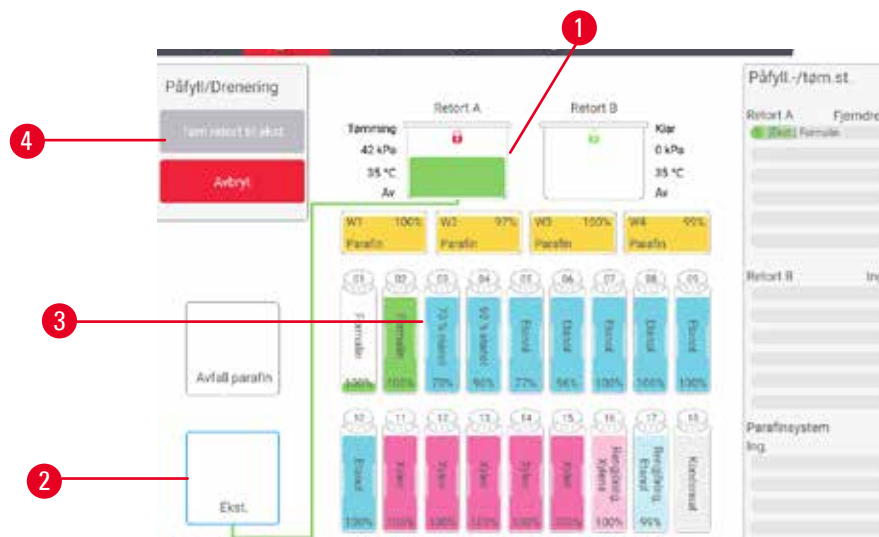 1
Påfyll/Drenering
Tøm retort til ekst.
Avbryt
4
Retort A
Retort B
Tømming
42 kPa
35 °C
Av
Klar
0 kPa
35 °C
Av
Påfyll.-/tøm.st.
Retort A
(Ekst.) Formalin
Retort B
Parafinsystem
Ing.
W1 100%
Parafin
W2 97%
Parafin
W3 100%
Parafin
W4 99%
Parafin
3
01 02 03 04 05 06 07 08 09
Formalin
100%
Formalin
100%
70 % etanol
70%
90 % etanol
90%
Etanol
77%
Etanol
96%
Etanol
100%
Etanol
100%
Etanol
100%
Avfall parafin
2
Ekst.
10 11 12 13 14 15 16 17 18
Etanol
100%
Xylen
100%
Xylen
100%
Xylen
100%
Xylen
100%
Xylen
100%
Rengjøring,
Xylene
100%
Rengjøring,
Etanol
99%
Kondensat